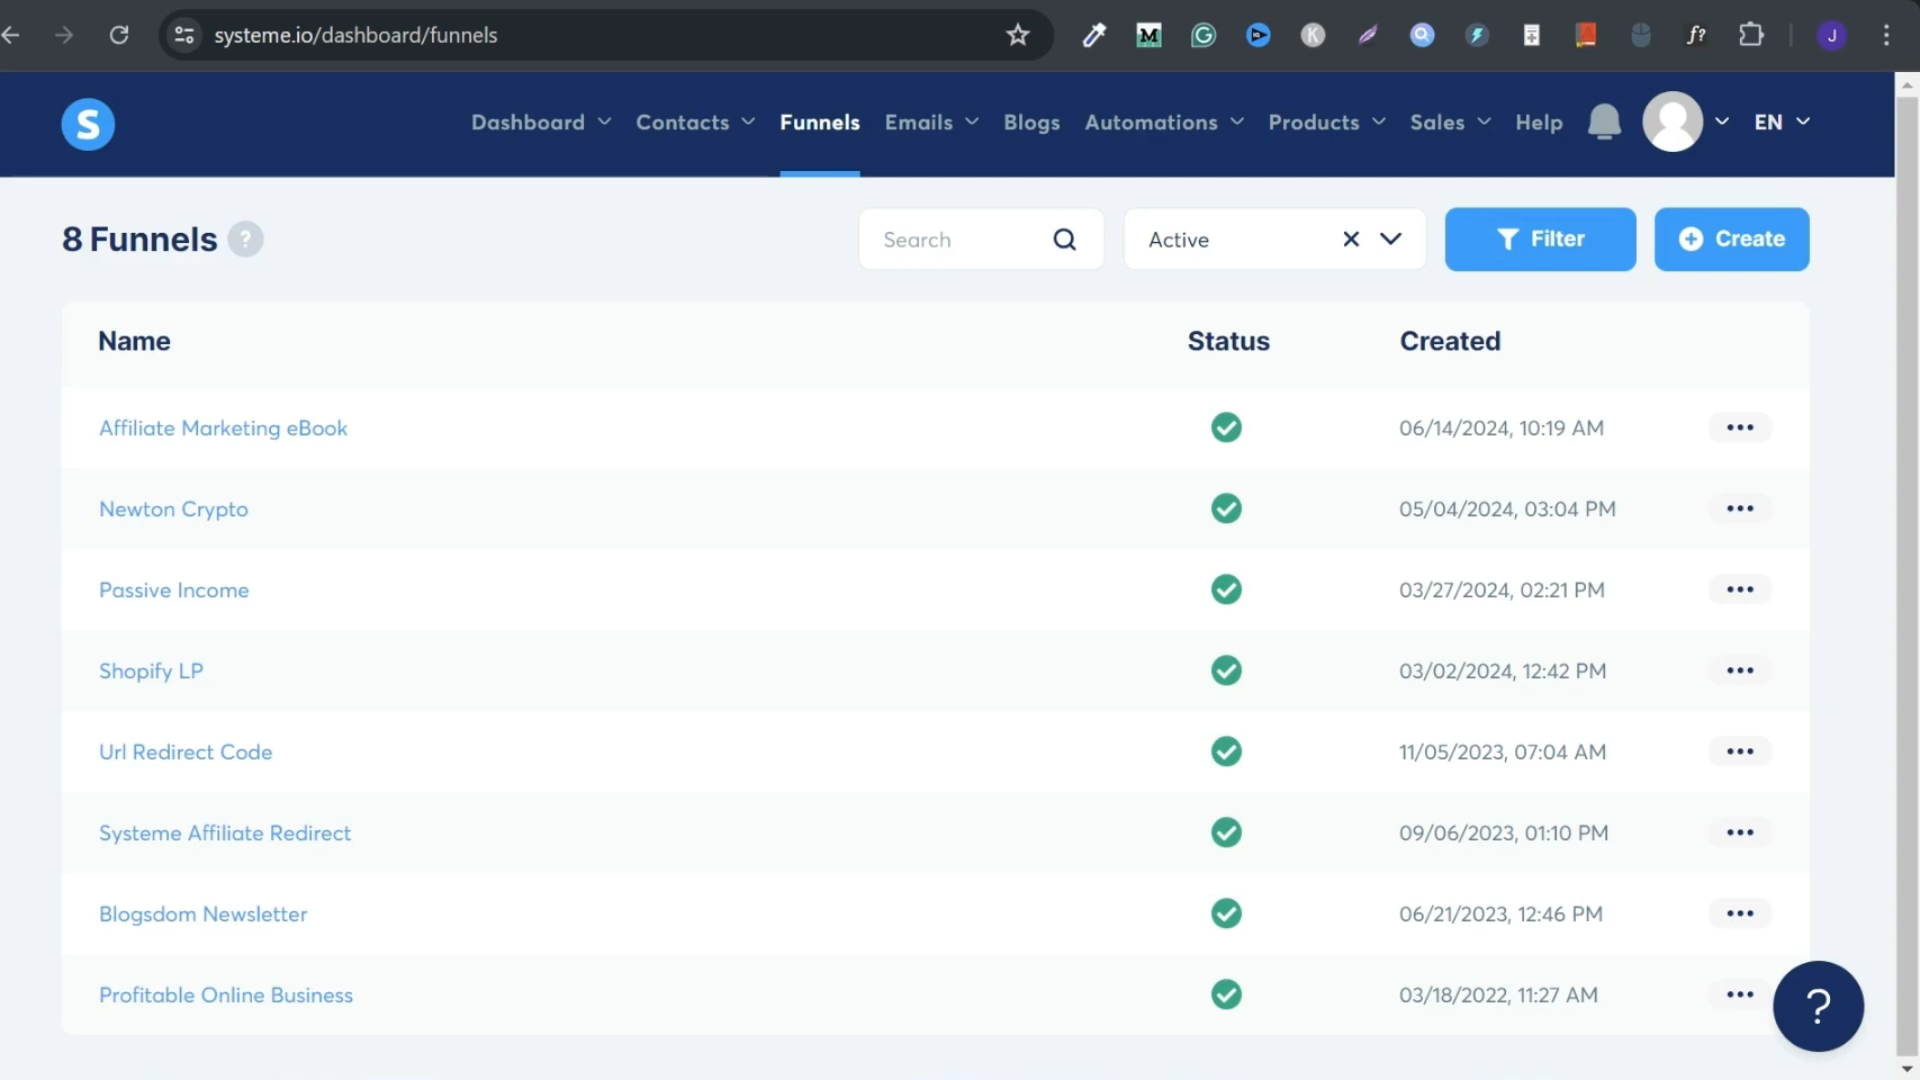 systeme.io/dashboard/funnels
M
G
K
f?
J
S
Dashboard
Contacts
Funnels
Emails
Blogs
Automations
Products
Sales
Help
EN
8 Funnels ?
Search
Active
Filter
Create
Name Status Created
Affiliate Marketing eBook 06/14/2024, 10:19 AM
Newton Crypto 05/04/2024, 03:04 PM
Passive Income 03/27/2024, 02:21 PM
Shopify LP 03/02/2024, 12:42 PM
Url Redirect Code 11/05/2023, 07:04 AM
Systeme Affiliate Redirect 09/06/2023, 01:10 PM
Blogsdom Newsletter 06/21/2023, 12:46 PM
Profitable Online Business 03/18/2022, 11:27 AM
?